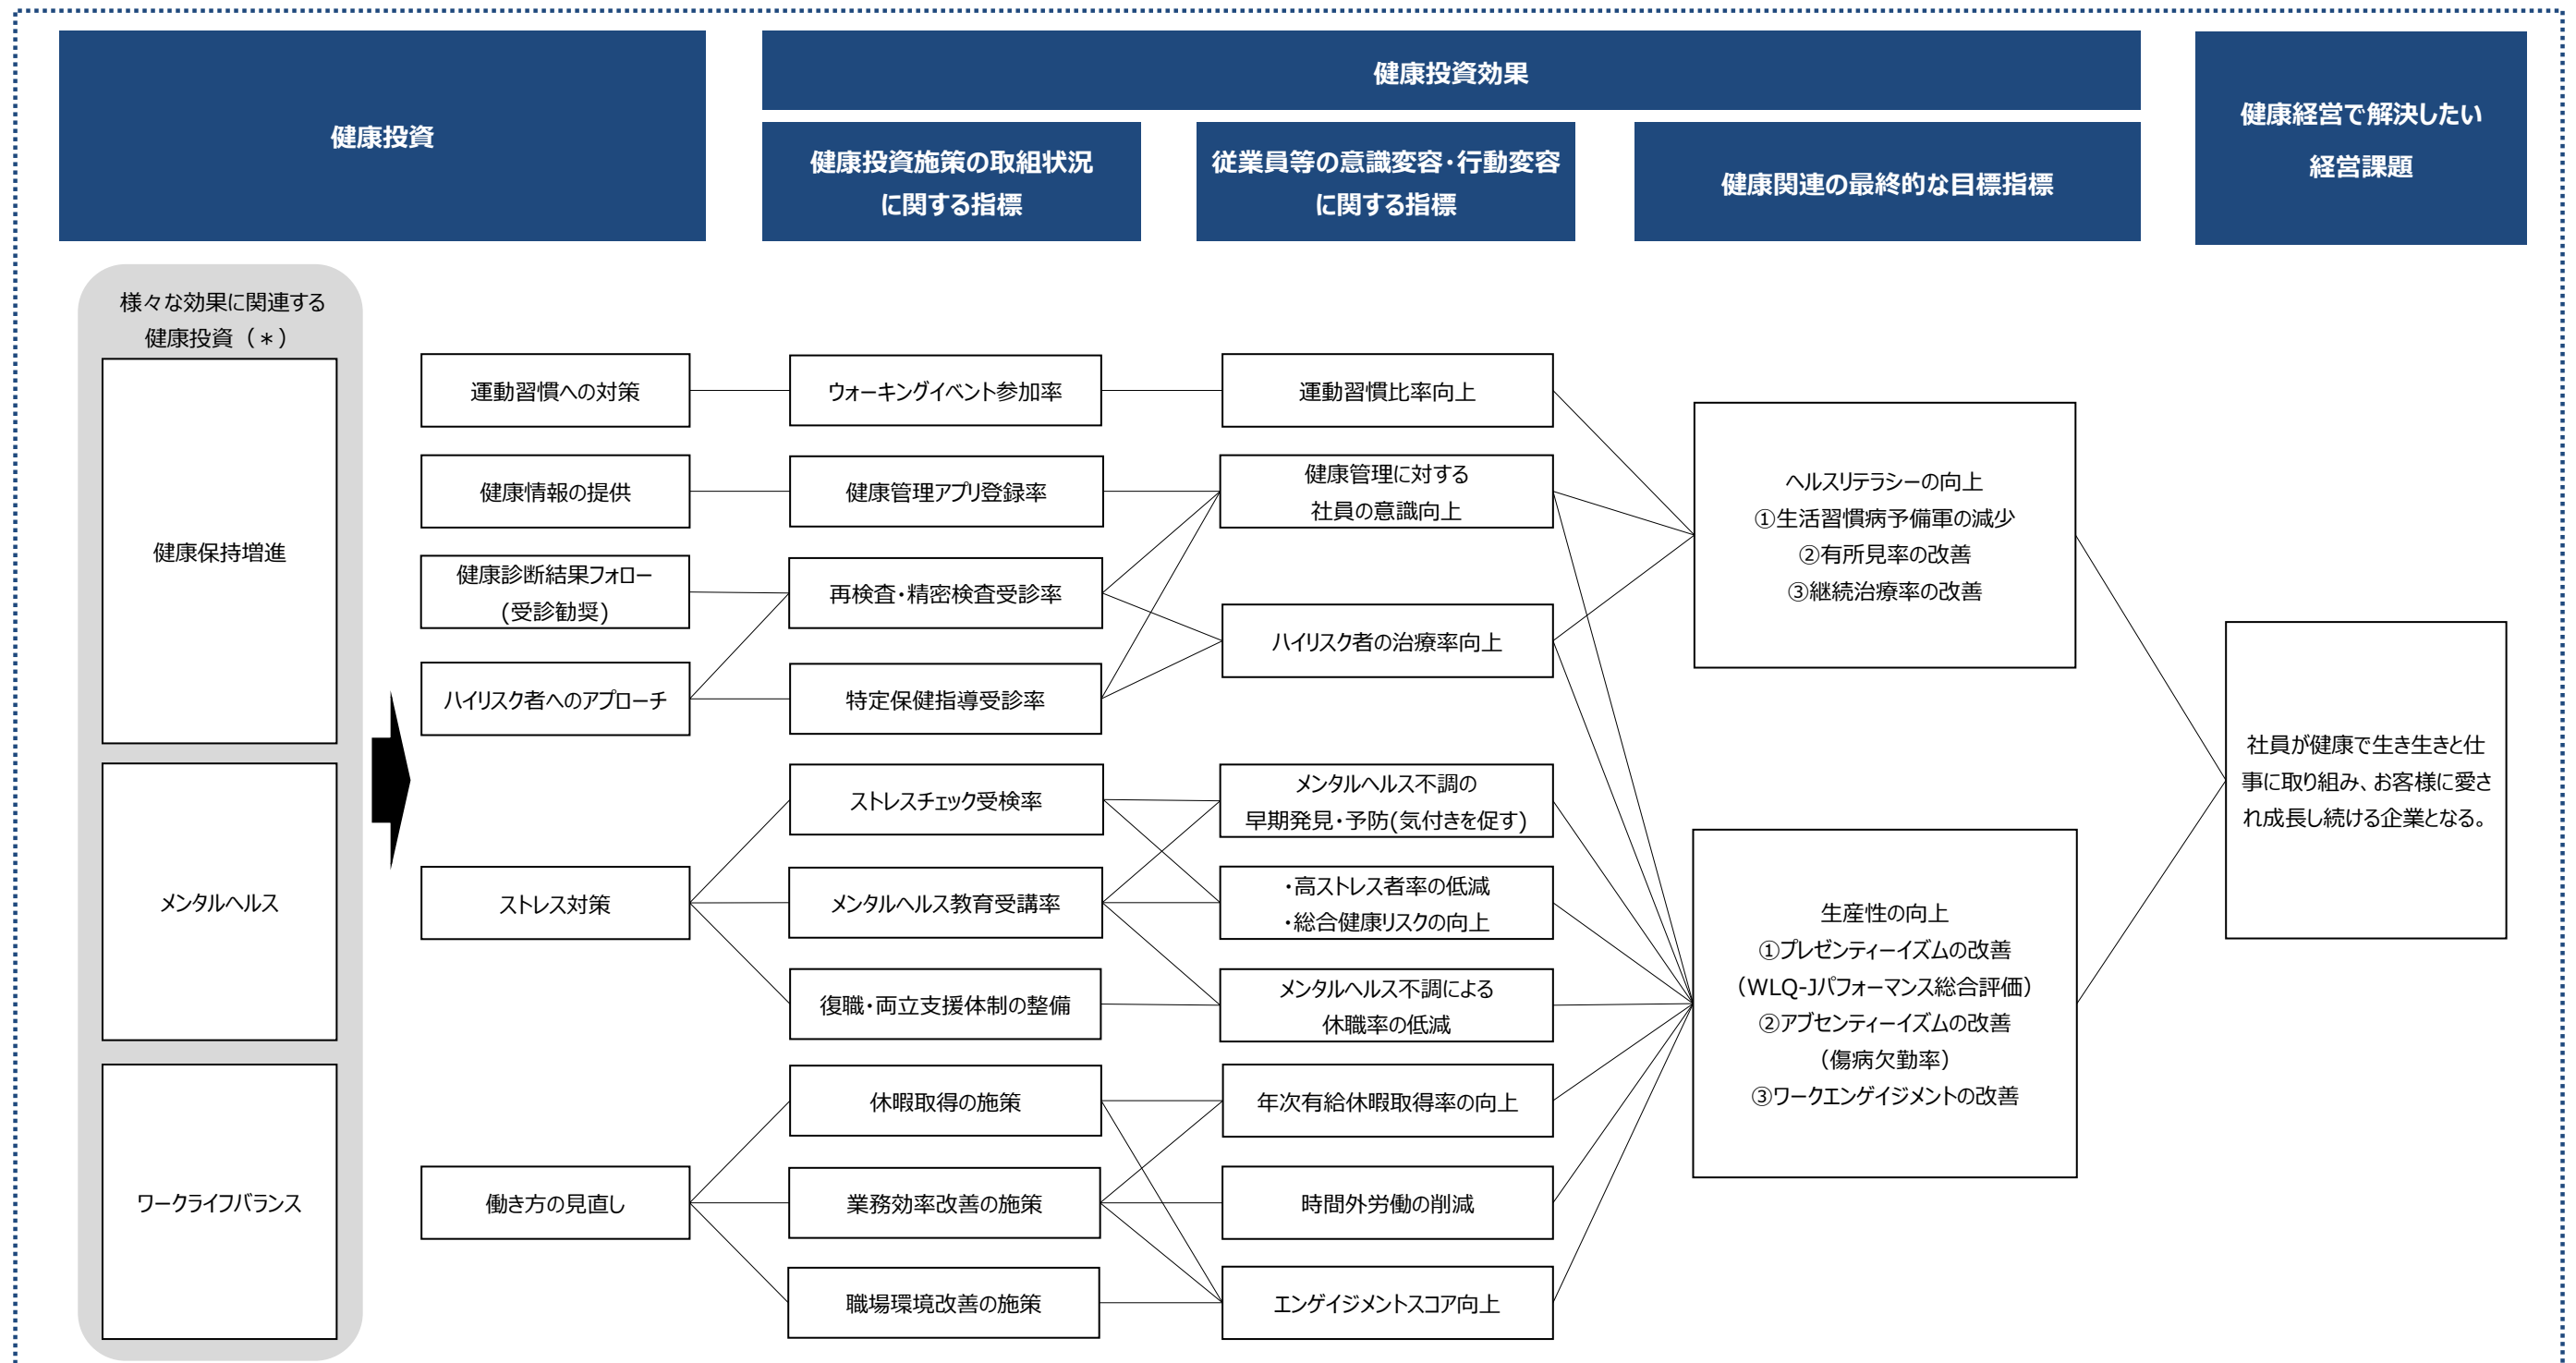 健康投資
健康投資効果
健康経営で解決したい
経営課題
健康投資施策の取組状況
に関する指標
従業員等の意識変容・行動変容
に関する指標
健康関連の最終的な目標指標
様々な効果に関連する
健康投資（＊）
健康保持増進
メンタルヘルス
ワークライフバランス
運動習慣への対策
健康情報の提供
健康診断結果フォロー
(受診勧奨)
ハイリスク者へのアプローチ
ストレス対策
働き方の見直し
ウォーキングイベント参加率
健康管理アプリ登録率
再検査・精密検査受診率
特定保健指導受診率
ストレスチェック受検率
メンタルヘルス教育受講率
復職・両立支援体制の整備
休暇取得の施策
業務効率改善の施策
職場環境改善の施策
運動習慣比率向上
健康管理に対する
社員の意識向上
ハイリスク者の治療率向上
メンタルヘルス不調の
早期発見・予防(気付きを促す)
・高ストレス者率の低減
・総合健康リスクの向上
メンタルヘルス不調による
休職率の低減
年次有給休暇取得率の向上
時間外労働の削減
エンゲイジメントスコア向上
ヘルスリテラシーの向上
①生活習慣病予備軍の減少
②有所見率の改善
③継続治療率の改善
生産性の向上
①プレゼンティーイズムの改善
（WLQ-Jパフォーマンス総合評価）
②アブセンティーイズムの改善
（傷病欠勤率）
③ワークエンゲイジメントの改善
社員が健康で生き生きと仕
事に取り組み、お客様に愛さ
れ成長し続ける企業となる。